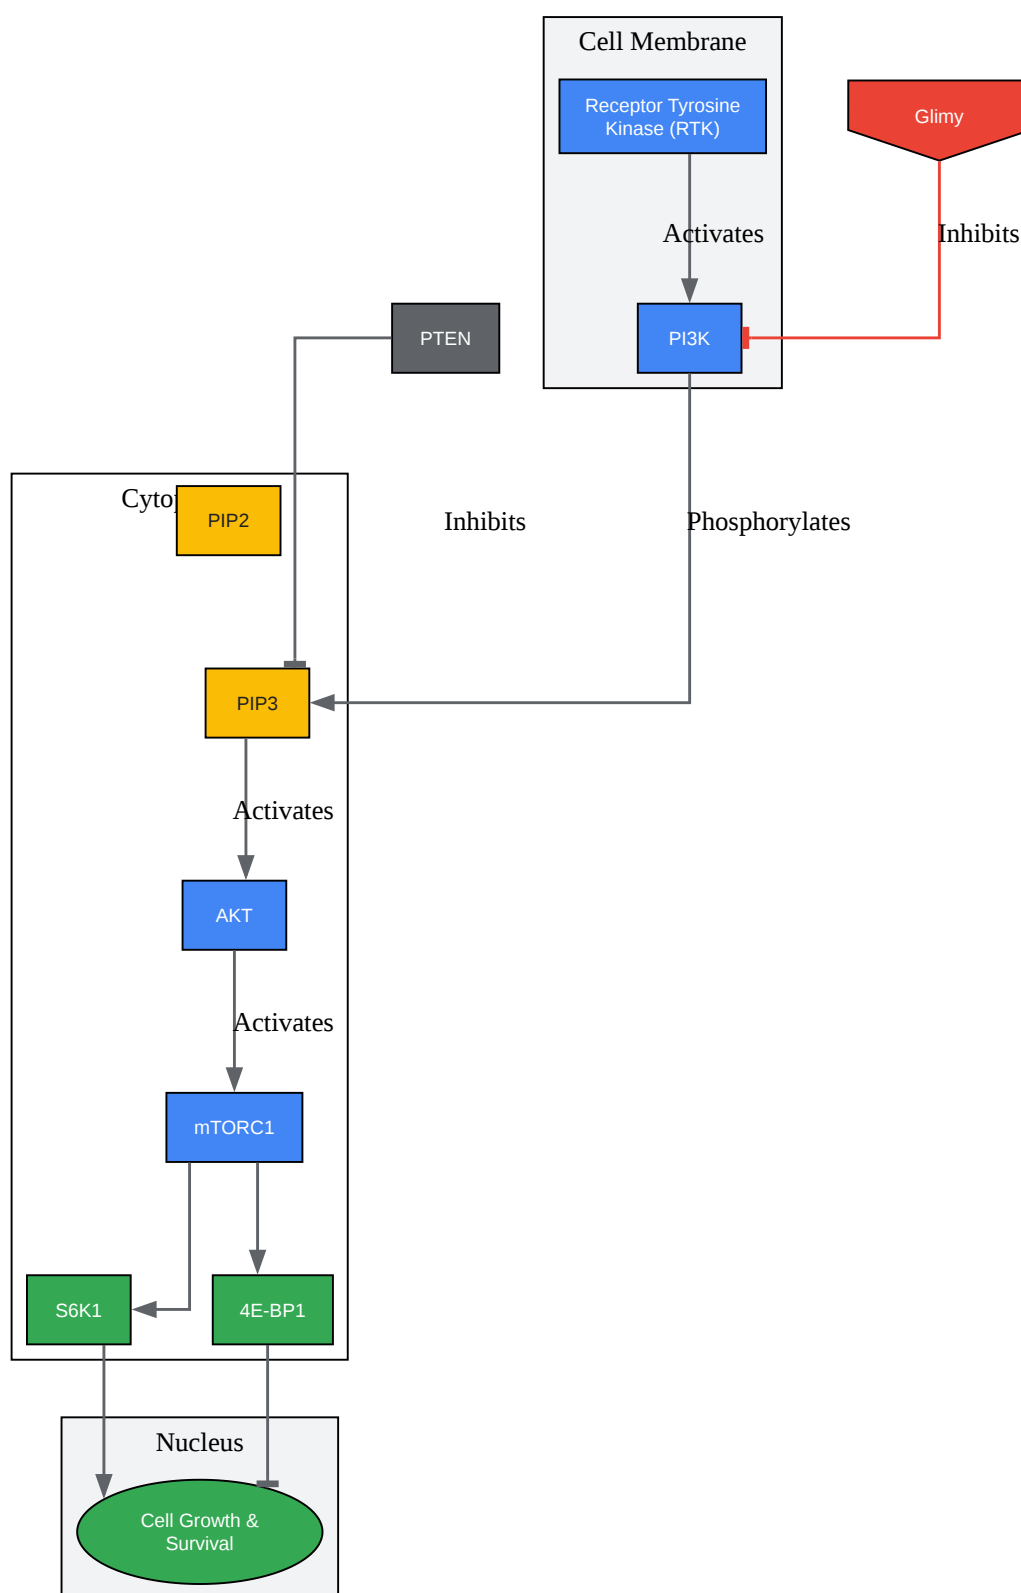 Cell Membrane
Receptor Tyrosine
Kinase (RTK)
Glimy
Activates
Inhibits
PTEN
PI3K
PIP2
Inhibits
Phosphorylates
PIP3
Activates
AKT
Activates
mTORC1
S6K1
4E-BP1
Nucleus
Cell Growth &
Survival